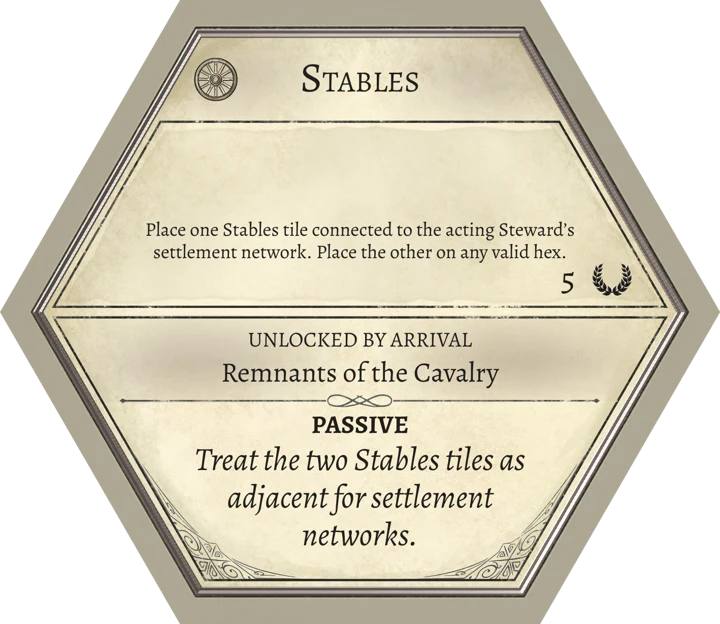 Stables
Place one Stables tile connected to the acting Steward’s
settlement network. Place the other on any valid hex.
5
UNLOCKED BY ARRIVAL
Remnants of the Cavalry
PASSIVE
Treat the two Stables tiles as
adjacent for settlement
networks.